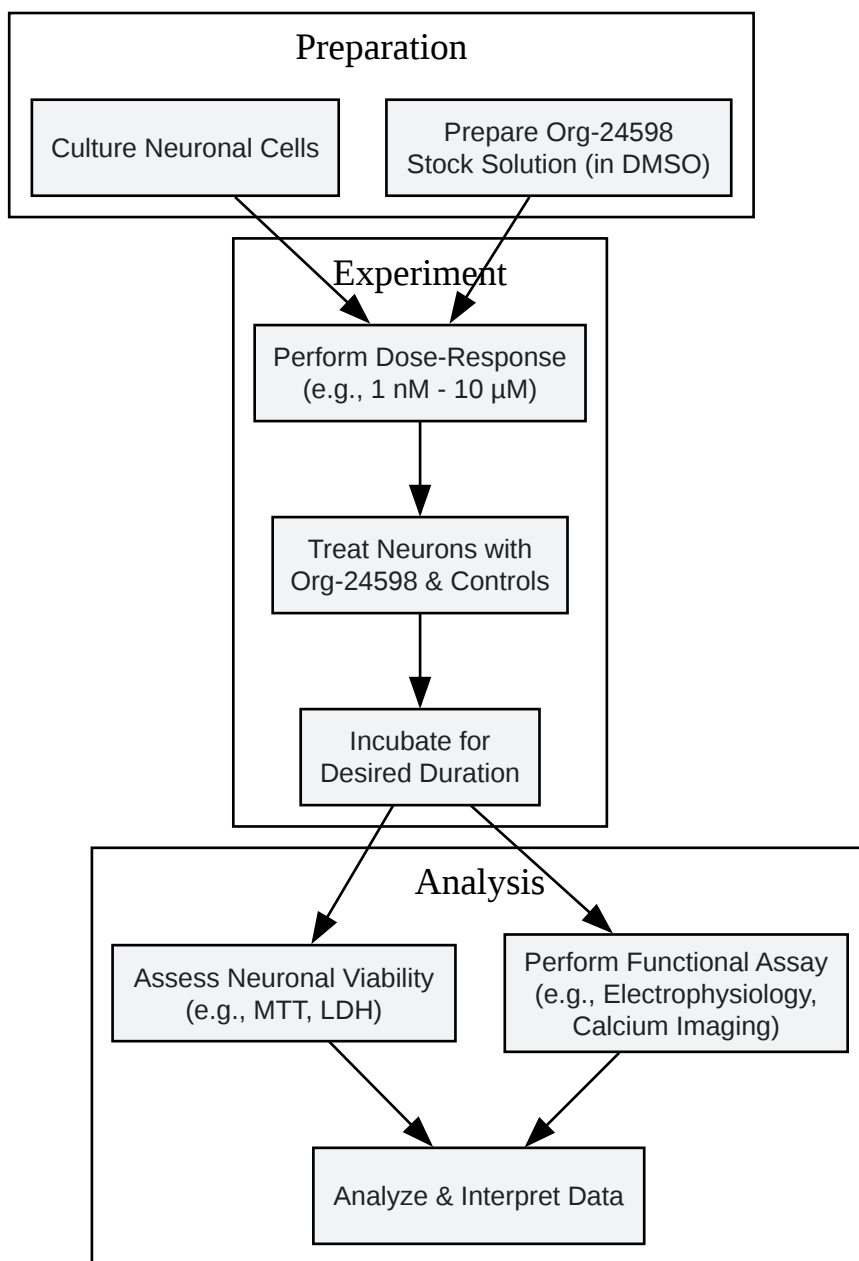 Preparation
Culture Neuronal Cells
Prepare Org-24598
Stock Solution (in DMSO)
Experiment
Perform Dose-Response
(e.g., 1 nM - 10 µM)
Treat Neurons with
Org-24598 & Controls
Incubate for
Desired Duration
Analysis
Assess Neuronal Viability
(e.g., MTT, LDH)
Perform Functional Assay
(e.g., Electrophysiology,
Calcium Imaging)
Analyze & Interpret Data